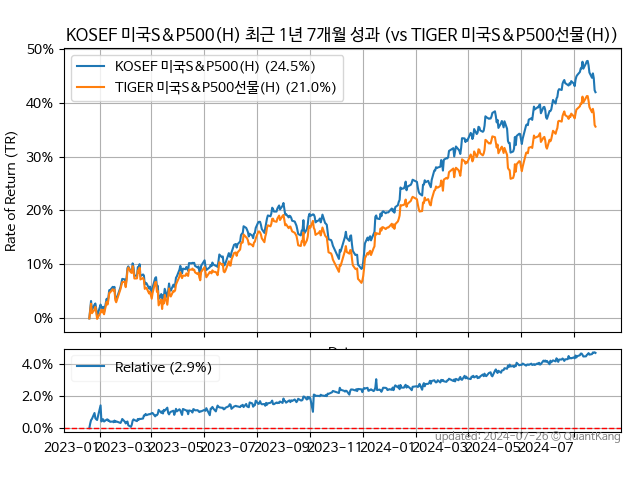 KOSEF 미국S&P500(H) 최근 1년 7개월 성과 (vs TIGER 미국S&P500선물(H))
50%
KOSEF 미국S&P500(H) (24.5%)
TIGER 미국S&P500선물(H) (21.0%)
40%
30%
20%
10%
0%
Rate of Return (TR)
4.0%
Relative (2.9%)
2.0%
0.0%
2023-01 2023-03 2023-05 2023-07 2023-09 2023-11 2024-01 2024-03 2024-05 2024-07
updated: 2024-07-26 © QuantKang